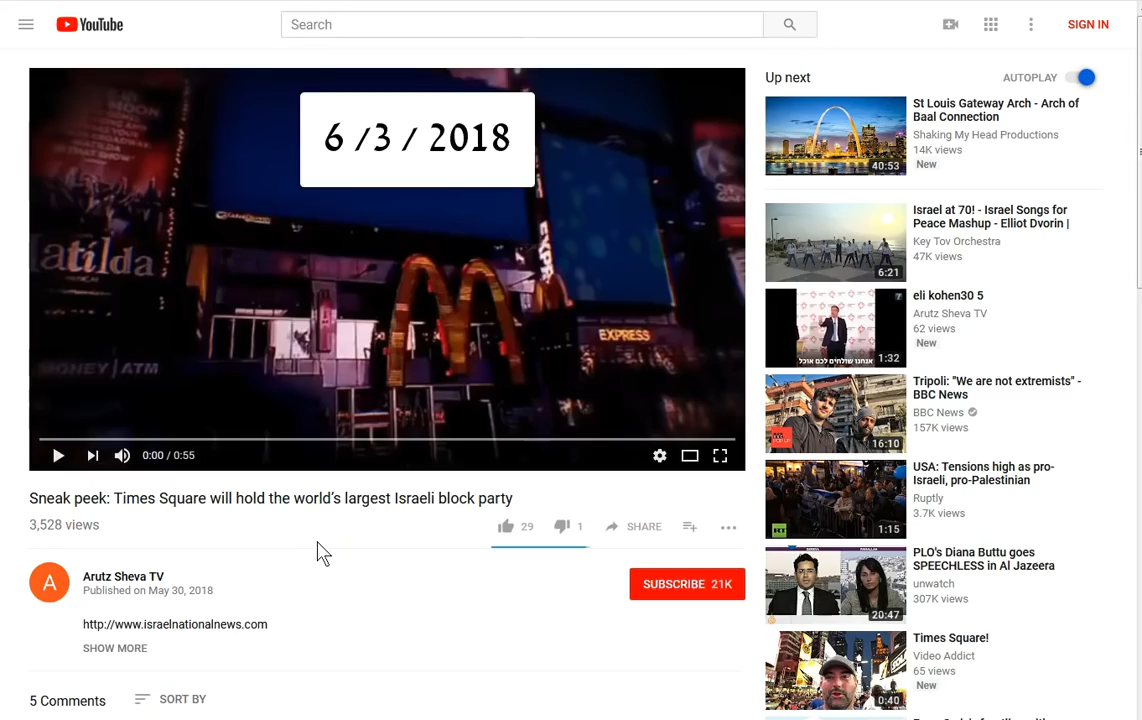 YouTube
Search
SIGN IN
6 /3 / 2018
atilda
MONEY | ATM
EXPRESS
0:00 / 0:55
Sneak peek: Times Square will hold the world's largest Israeli block party
3,528 views
29
1
SHARE
A
Arutz Sheva TV
Published on May 30, 2018
SUBSCRIBE 21K
http://www.israelnationalnews.com
SHOW MORE
5 Comments
SORT BY
Up next
AUTOPLAY
St Louis Gateway Arch - Arch of
Baal Connection
Shaking My Head Productions
14K views
New
40:53
Israel at 70! - Israel Songs for
Peace Mashup - Elliot Dvorin |
Key Tov Orchestra
47K views
6:21
eli kohen30 5
Arutz Sheva TV
62 views
New
אנחנו שולחים לכם אוכל
1:32
Tripoli: "We are not extremists" -
BBC News
BBC News
157K views
16:10
USA: Tensions high as pro-
Israeli, pro-Palestinian
Ruptly
3.7K views
RT
1:15
PLO's Diana Buttu goes
SPEECHLESS in Al Jazeera
unwatch
307K views
20:47
Times Square!
Video Addict
65 views
New
0:40